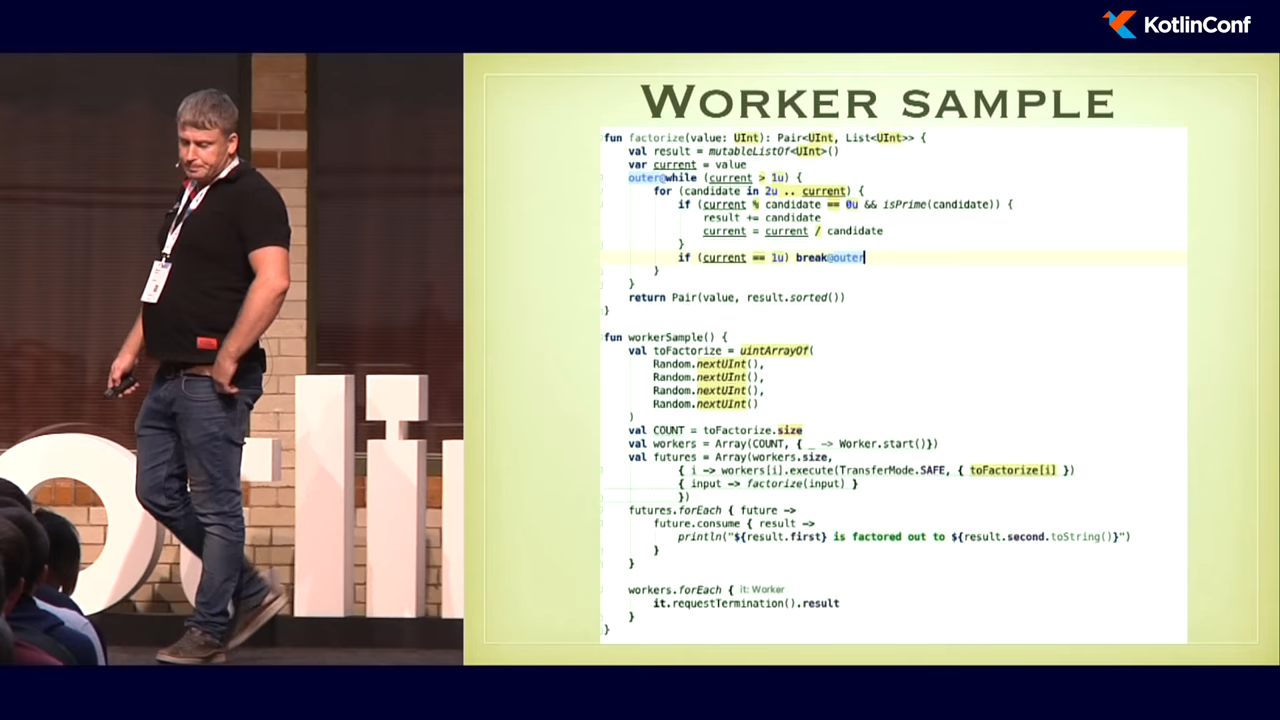 KotlinConf
WORKER SAMPLE
fun factorize(value: UInt): Pair<UInt, List<UInt>> {
    val result = mutableListOf<UInt>()
    var current = value
    outer@while (current > 1u) {
        for (candidate in 2u .. current) {
            if (current % candidate == 0u && isPrime(candidate)) {
                result += candidate
                current = current / candidate
            }
            if (current == 1u) break@outer
        }
    }
    return Pair(value, result.sorted())
}
fun workerSample() {
    val toFactorize = uintArrayOf(
        Random.nextUInt(),
        Random.nextUInt(),
        Random.nextUInt(),
        Random.nextUInt()
    )
    val COUNT = toFactorize.size
    val workers = Array(COUNT, { _ -> Worker.start()})
    val futures = Array(workers.size,
            { i -> workers[i].execute(TransferMode.SAFE, { toFactorize[i] })
            { input -> factorize(input) }
            })
    futures.forEach { future ->
        future.consume { result ->
            println("${result.first} is factored out to ${result.second.toString()}")
        }
    }
    workers.forEach { it: Worker
        it.requestTermination().result
    }
}
otlin